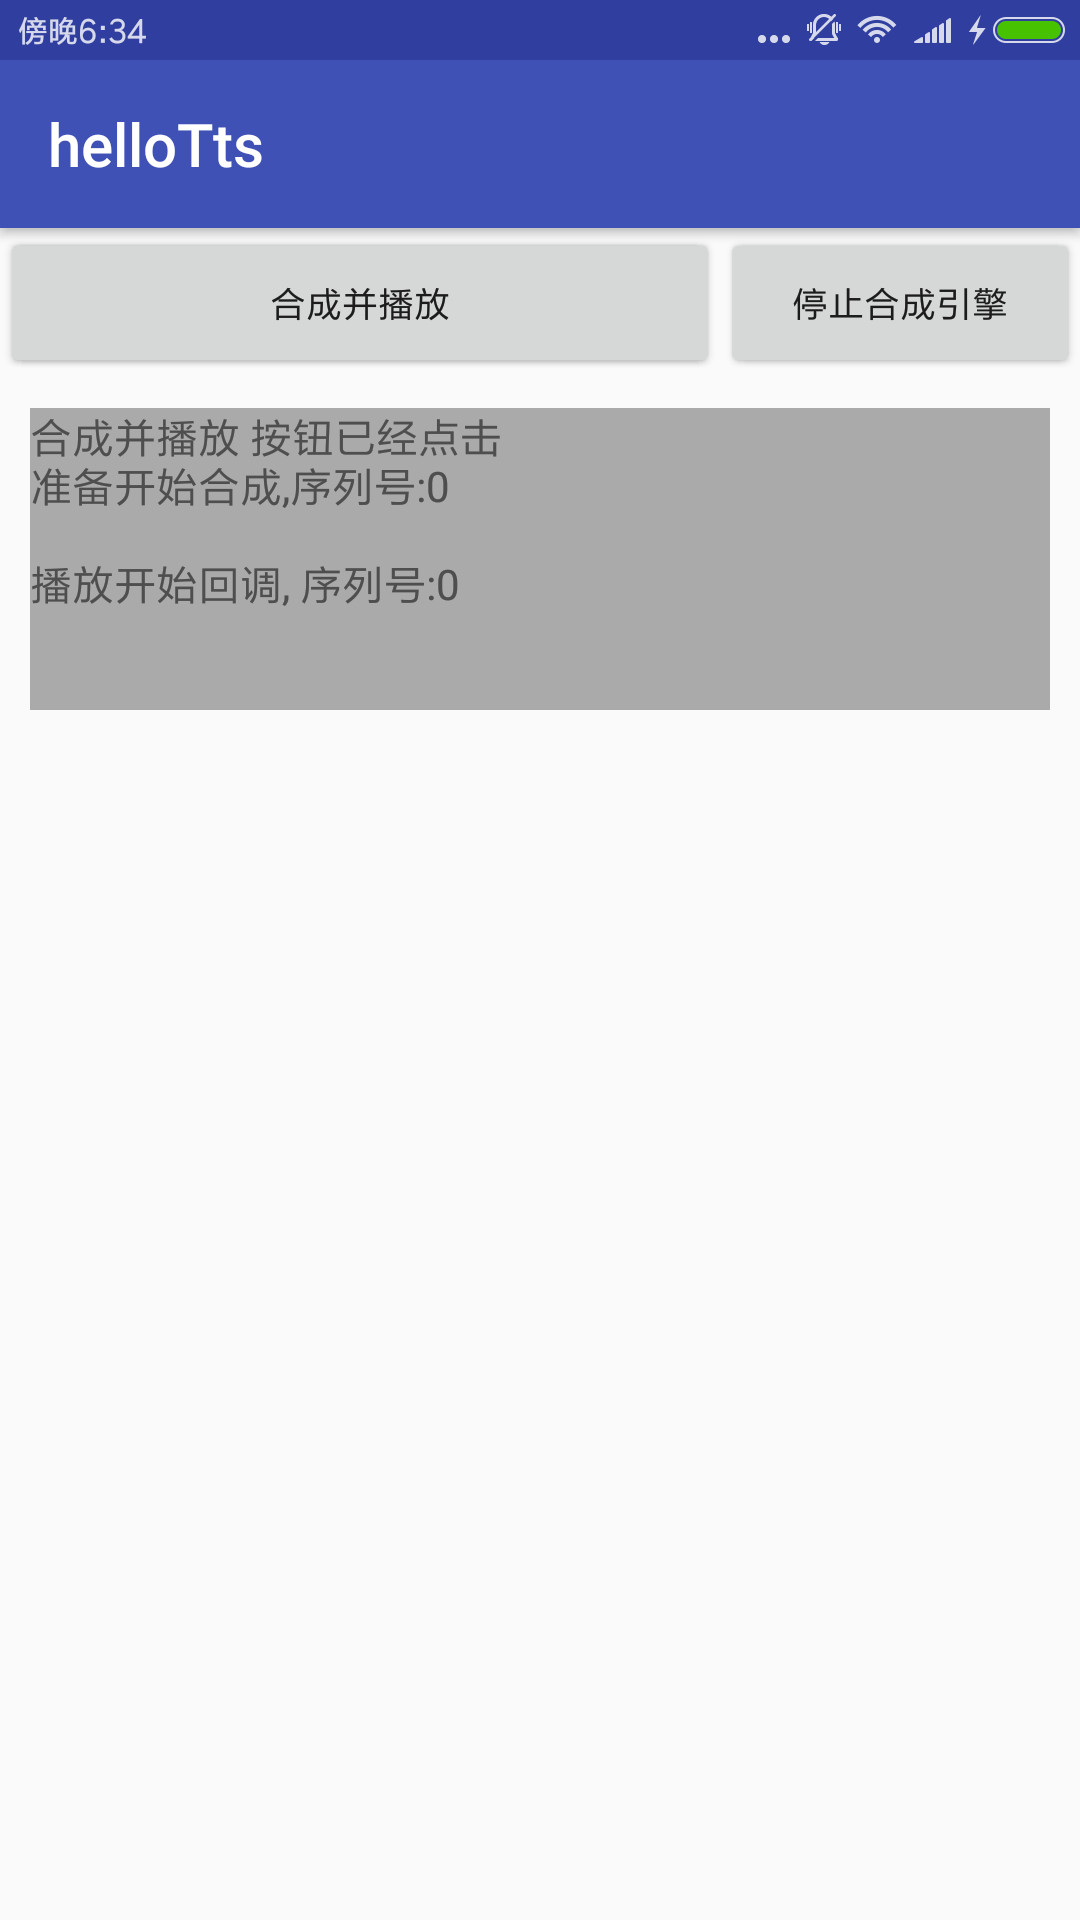 傍晚6:34
helloTts
合成并播放
停止合成引擎
合成并播放 按钮已经点击
准备开始合成,序列号:0
播放开始回调, 序列号:0